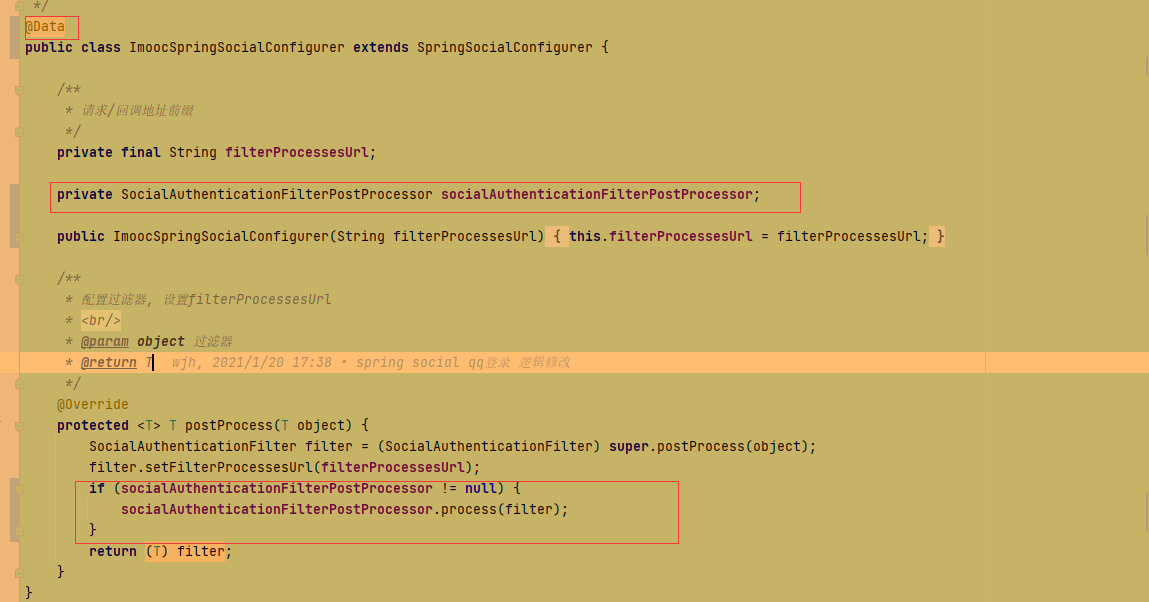 */
@Data
public class ImoocSpringSocialConfigurer extends SpringSocialConfigurer {
/**
* 请求/回调地址前缀
*/
private final String filterProcessesUrl;
private SocialAuthenticationFilterPostProcessor socialAuthenticationFilterPostProcessor;
public ImoocSpringSocialConfigurer(String filterProcessesUrl) { this.filterProcessesUrl = filterProcessesUrl; }
/**
* 配置过滤器, 设置filterProcessesUrl
* <br/>
* @param object 过滤器
* @return T wjh, 2021/1/20 17:38 • spring social qq登录 逻辑修改
*/
@Override
protected <T> T postProcess(T object) {
SocialAuthenticationFilter filter = (SocialAuthenticationFilter) super.postProcess(object);
filter.setFilterProcessesUrl(filterProcessesUrl);
if (socialAuthenticationFilterPostProcessor != null) {
socialAuthenticationFilterPostProcessor.process(filter);
}
return (T) filter;
}
}